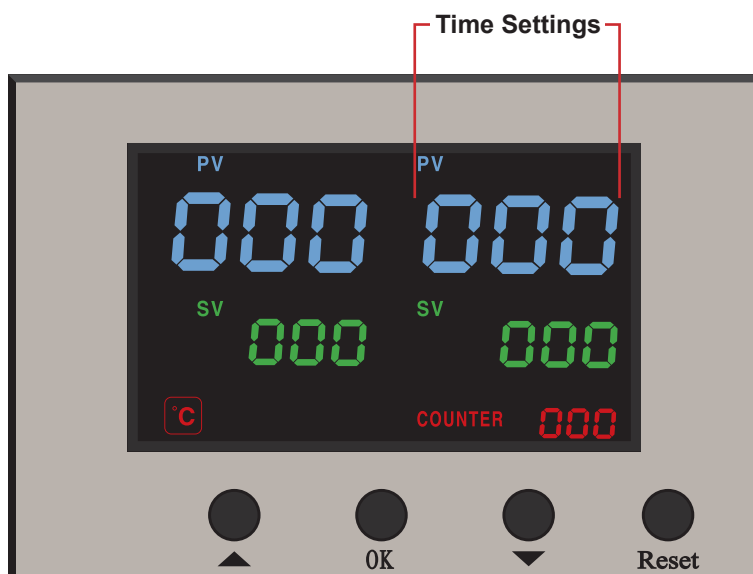 Time Settings
PV PV
000 000
SV SV
000 000
°C COUNTER 000
OK Reset